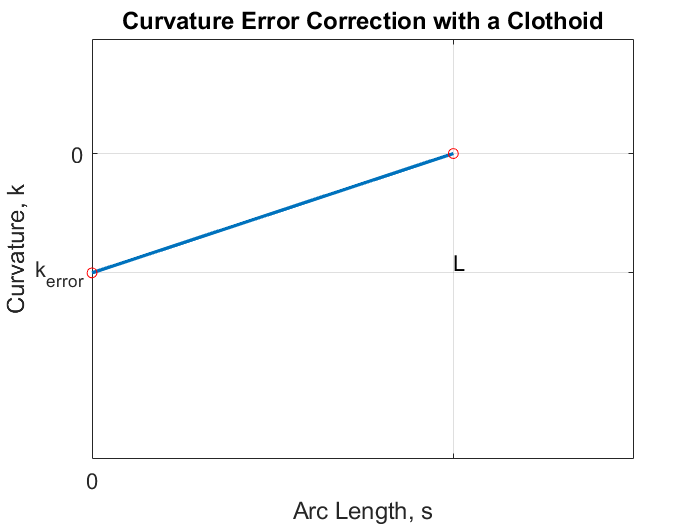 Curvature Error Correction with a Clothoid
Curvature, k
0
k_error
L
0
Arc Length, s